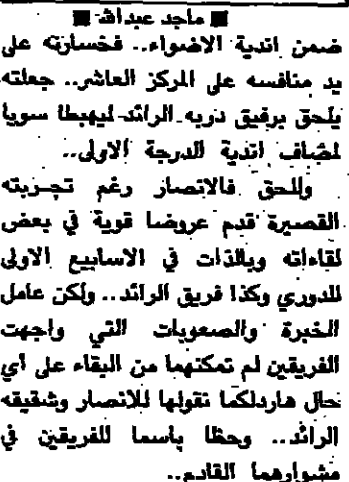 ■ ماجد عبدالله ■
ضمن اندية الاضواء.. فخسارته على
يد منافسه على المركز العاشر.. جعلته
يلحق برفيق دربه الرائد ليهبطا سويا
لمصاف اندية الدرجة الاولى..
وللحق فالانصار رغم تجربته
القصيرة قدم عروضا قوية في بعض
لقاءاته وبالذات في الاسابيع الاولى
للدوري وكذا فريق الرائد.. ولكن عامل
الخبرة والصعوبات التي واجهت
الفريقين لم تمكنهما من البقاء على أي
حال هاردلكما نقولها للانصار وشقيقه
الرائد... وحظا باسما للفريقين في
مشوارهما القادم..